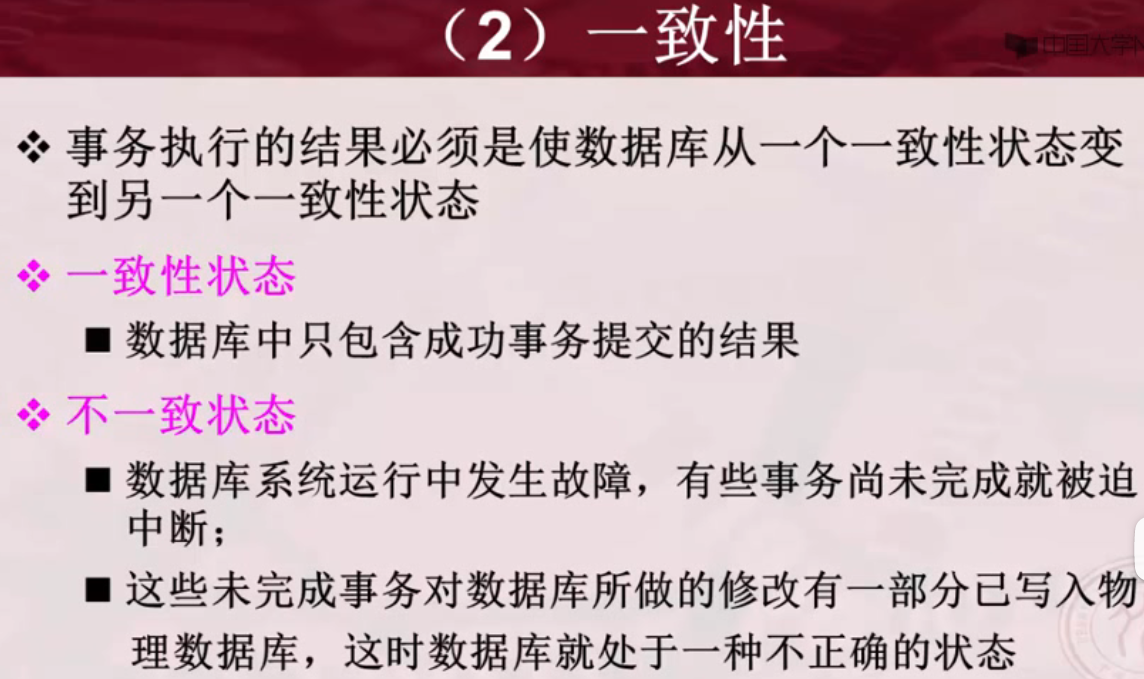 （2）一致性
中国大学
❖ 事务执行的结果必须是使数据库从一个一致性状态变
到另一个一致性状态
❖ 一致性状态
■ 数据库中只包含成功事务提交的结果
❖ 不一致状态
■ 数据库系统运行中发生故障，有些事务尚未完成就被迫
中断；
■ 这些未完成事务对数据库所做的修改有一部分已写入物
理数据库，这时数据库就处于一种不正确的状态